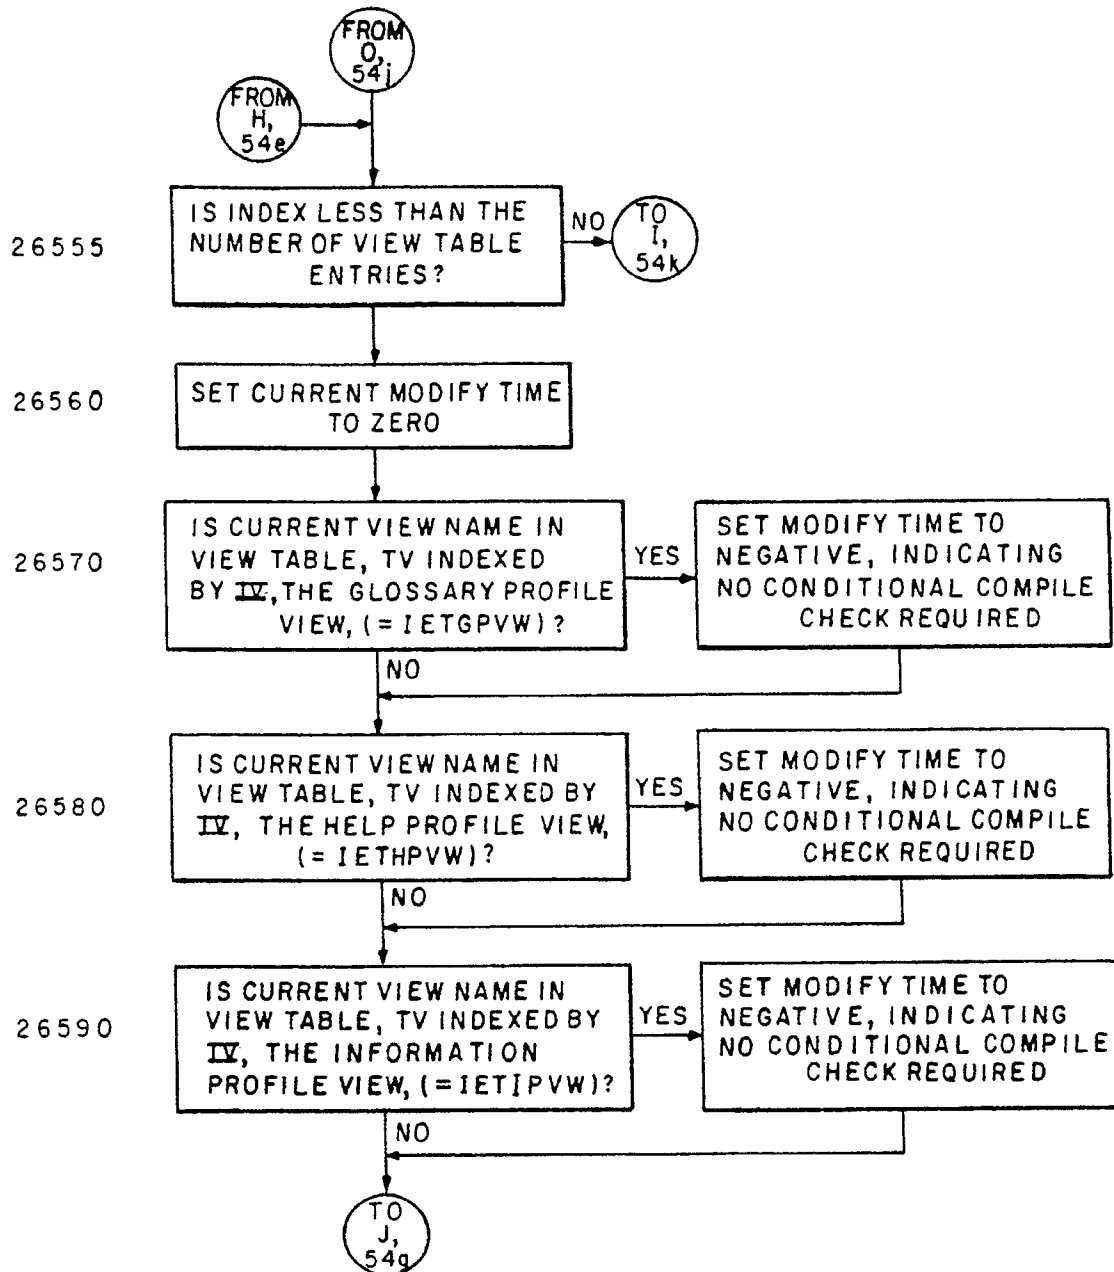 FROM
O,
54j
FROM
H,
54e
26555
IS INDEX LESS THAN THE
NUMBER OF VIEW TABLE
ENTRIES?
NO
TO
I,
54k
26560
SET CURRENT MODIFY TIME
TO ZERO
26570
IS CURRENT VIEW NAME IN
VIEW TABLE, TV INDEXED
BY IV, THE GLOSSARY PROFILE
VIEW, (= IETGPVW)?
YES
SET MODIFY TIME TO
NEGATIVE, INDICATING
NO CONDITIONAL COMPILE
CHECK REQUIRED
NO
26580
IS CURRENT VIEW NAME IN
VIEW TABLE, TV INDEXED BY
IV, THE HELP PROFILE VIEW,
(= IETHPVW)?
YES
SET MODIFY TIME TO
NEGATIVE, INDICATING
NO CONDITIONAL COMPILE
CHECK REQUIRED
NO
26590
IS CURRENT VIEW NAME IN
VIEW TABLE, TV INDEXED BY
IV, THE INFORMATION
PROFILE VIEW, (= IETIPVW)?
YES
SET MODIFY TIME TO
NEGATIVE, INDICATING
NO CONDITIONAL COMPILE
CHECK REQUIRED
NO
TO
J,
54g